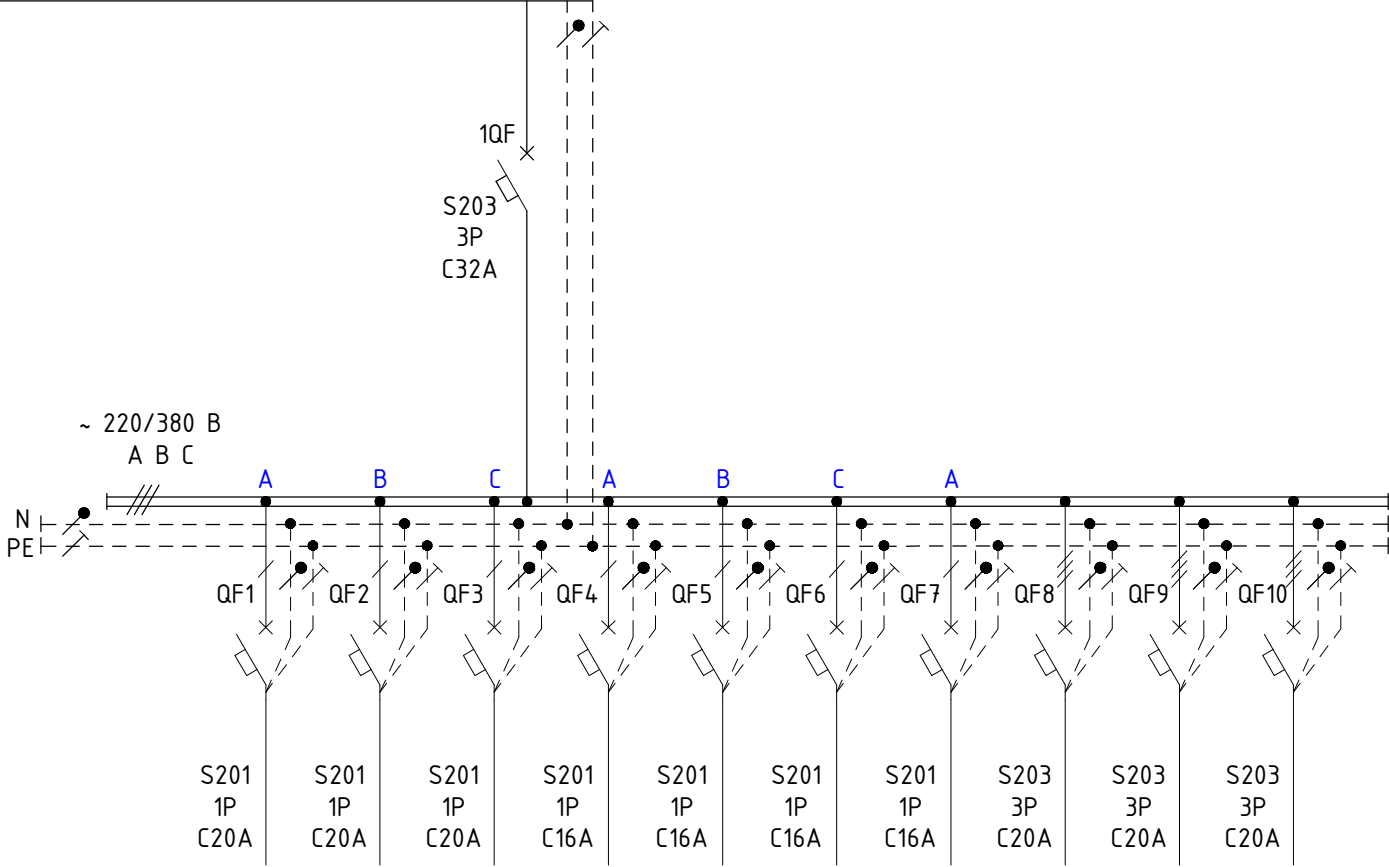 1QF
S203
3P
C32A
~ 220/380 В
A B C
A B C A B C A
N
PE
QF1 QF2 QF3 QF4 QF5 QF6 QF7 QF8 QF9 QF10
S201 S201 S201 S201 S201 S201 S201 S203 S203 S203
1P 1P 1P 1P 1P 1P 1P 3P 3P 3P
C20A C20A C20A C16A C16A C16A C16A C20A C20A C20A